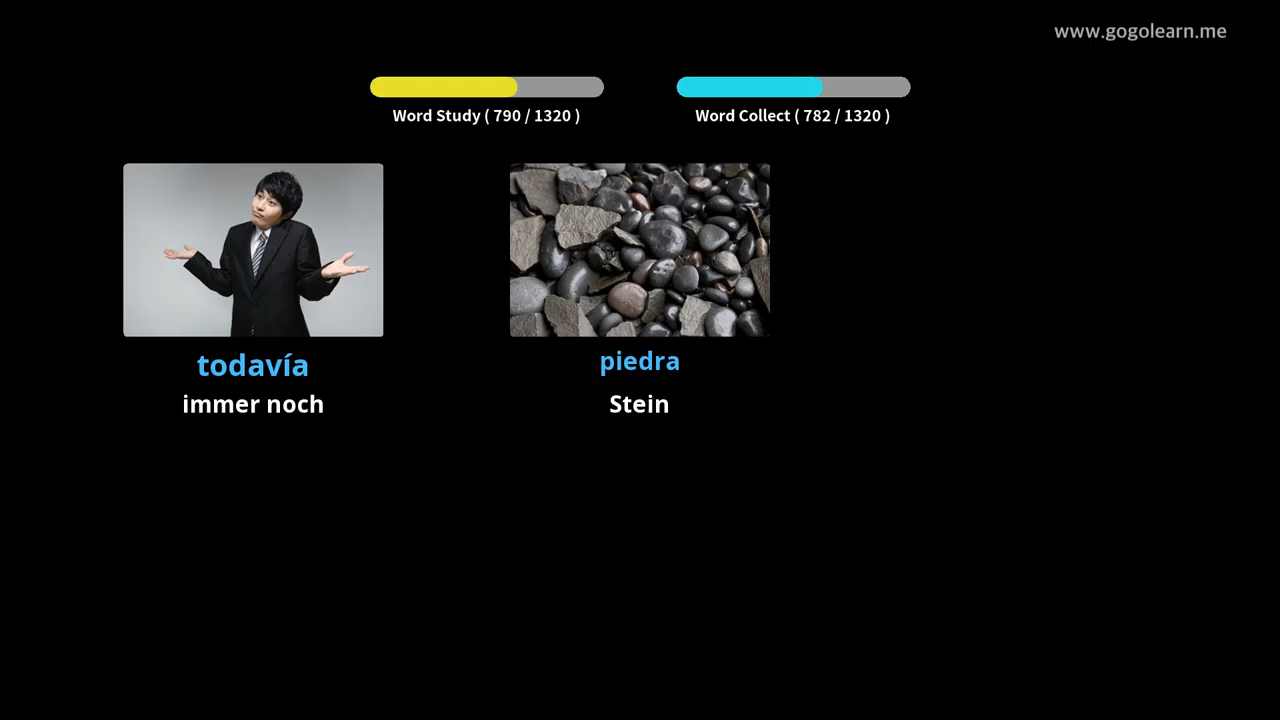 www.gogolearn.me
Word Study ( 790 / 1320 )
Word Collect ( 782 / 1320 )
todavía
immer noch
piedra
Stein